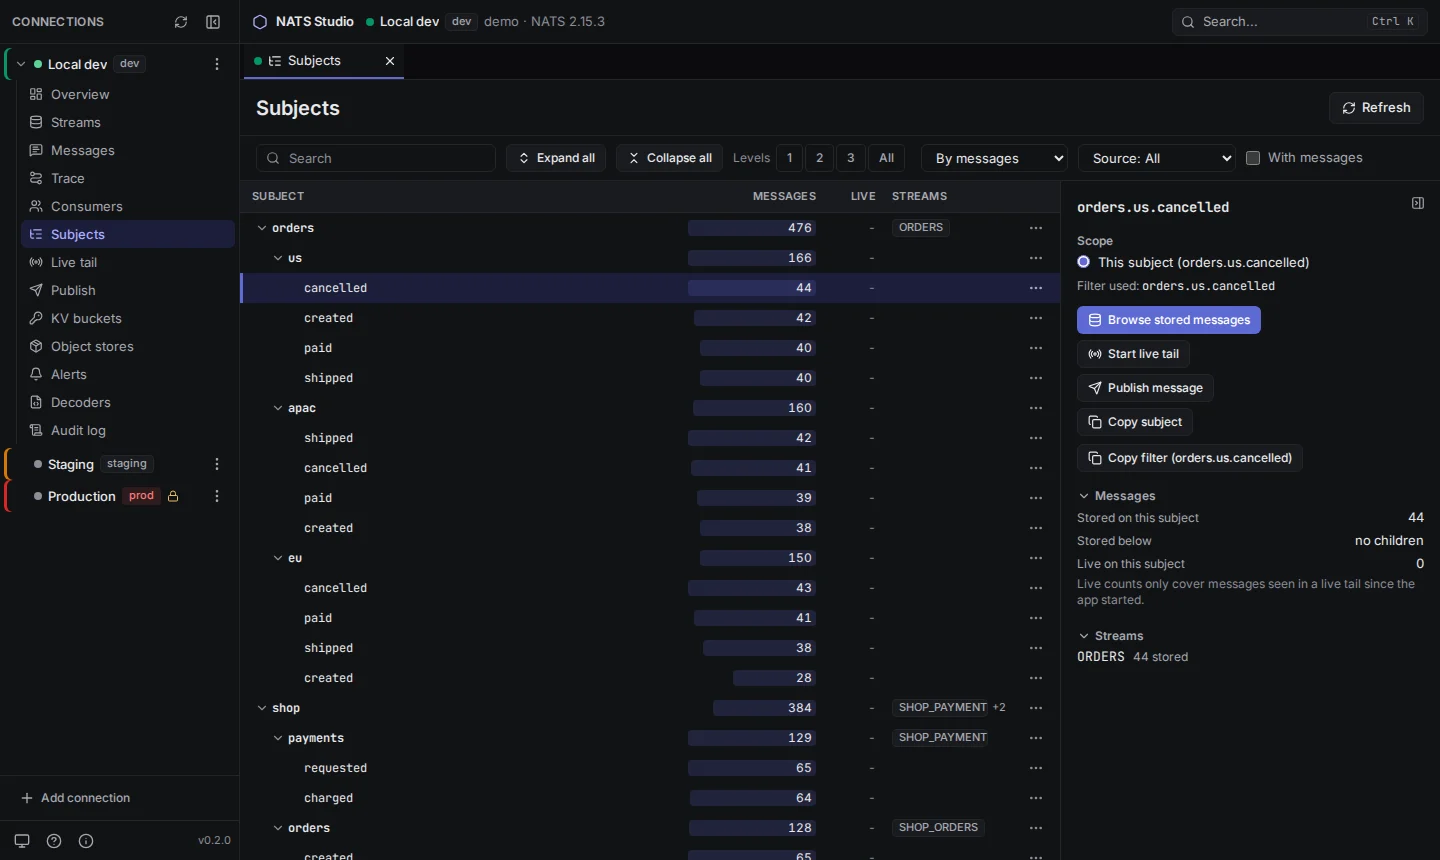 CONNECTIONS
NATS Studio Local dev dev demo · NATS 2.15.3
Search... Ctrl K
Local dev dev
Overview
Streams
Messages
Trace
Consumers
Subjects
Live tail
Publish
KV buckets
Object stores
Alerts
Decoders
Audit log
Staging staging
Production prod
Add connection
v0.2.0
Subjects
Subjects
Refresh
Search Expand all Collapse all Levels 1 2 3 All By messages Source: All With messages
SUBJECT MESSAGES LIVE STREAMS
orders 476 - ORDERS
us 166 -
cancelled 44 -
created 42 -
paid 40 -
shipped 40 -
apac 160 -
shipped 42 -
cancelled 41 -
paid 39 -
created 38 -
eu 150 -
cancelled 43 -
paid 41 -
shipped 38 -
created 28 -
shop 384 - SHOP_PAYMENT +2
payments 129 - SHOP_PAYMENT
requested 65 -
charged 64 -
orders 128 - SHOP_ORDERS
created 65 -
orders.us.cancelled
Scope
This subject (orders.us.cancelled)
Filter used: orders.us.cancelled
Browse stored messages
Start live tail
Publish message
Copy subject
Copy filter (orders.us.cancelled)
Messages
Stored on this subject 44
Stored below no children
Live on this subject 0
Live counts only cover messages seen in a live tail since the
app started.
Streams
ORDERS 44 stored